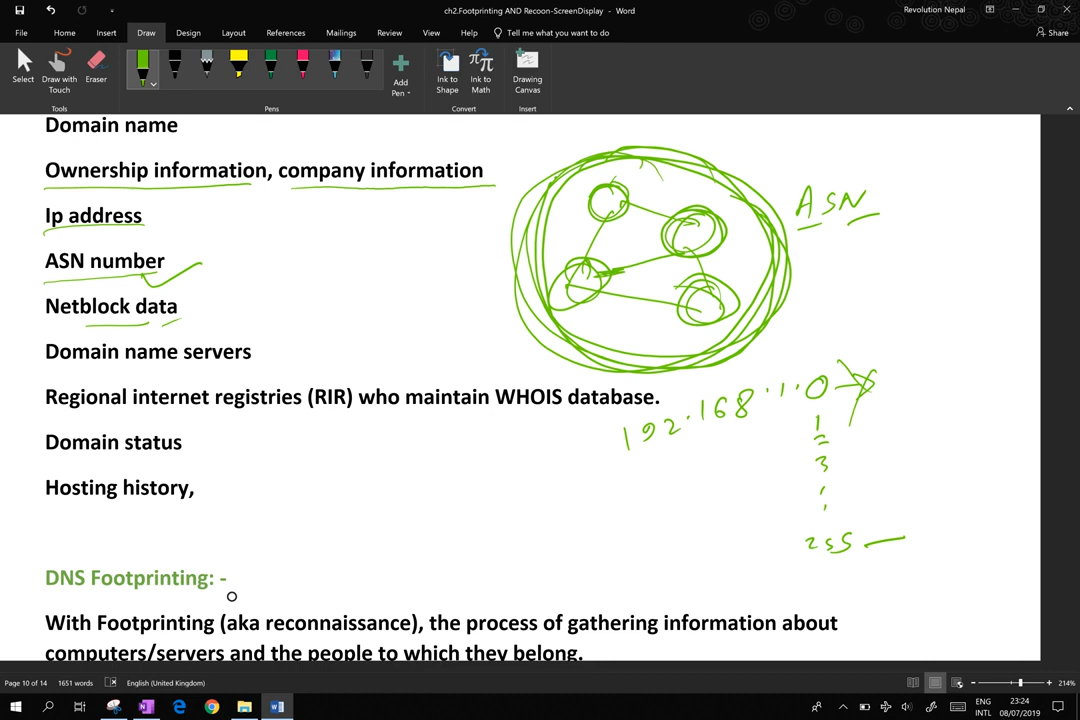 ch2.Footprinting AND Recoon-ScreenDisplay - Word
Revolution Nepal
File Home Insert Draw Design Layout References Mailings Review View Help Tell me what you want to do
Share
Select
Draw with Touch
Eraser
Add Pen
Ink to Shape
Ink to Math
Drawing Canvas
Tools
Pens
Convert
Insert
Domain name
Ownership information, company information
Ip address
ASN
ASN number
Netblock data
Domain name servers
Regional internet registries (RIR) who maintain WHOIS database.
192.168.1.0
1
3
255
Domain status
Hosting history,
DNS Footprinting: -
With Footprinting (aka reconnaissance), the process of gathering information about
computers/servers and the people to which they belong.
Page 10 of 14 1651 words English (United Kingdom)
214%
ENG INTL
23:24
08/07/2019